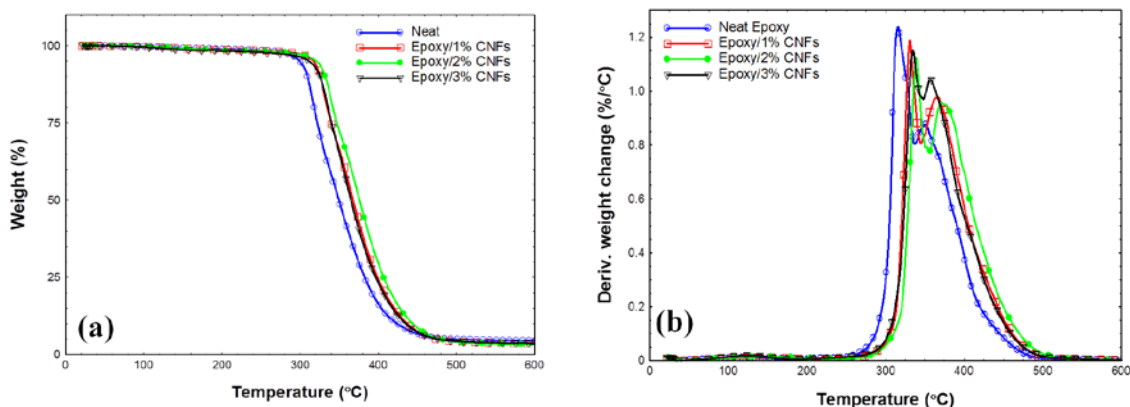 Neat
Epoxy/1% CNFs
Epoxy/2% CNFs
Epoxy/3% CNFs
100
75
50
25
0
Weight (%)
(a)
0 100 200 300 400 500 600
Temperature (°C)
Neat Epoxy
Epoxy/1% CNFs
Epoxy/2% CNFs
Epoxy/3% CNFs
1.2
1.0
0.8
0.6
0.4
0.2
0
Deriv. weight change (%/°C)
(b)
0 100 200 300 400 500 600
Temperature (°C)